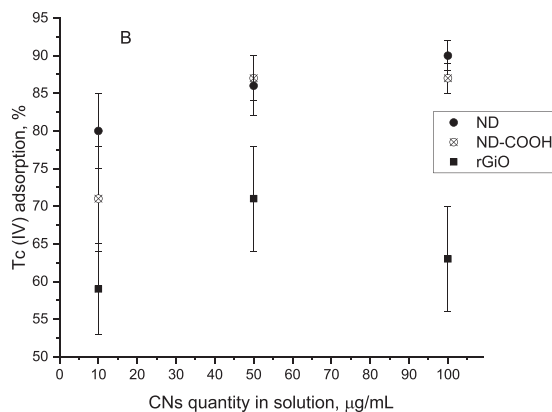 B
95
90
85
80
75
70
65
60
55
50
Tc (IV) adsorption, %
0 10 20 30 40 50 60 70 80 90 100
CNs quantity in solution, μg/mL
ND
ND-COOH
rGiO